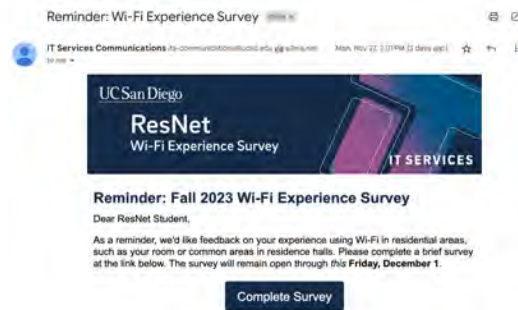 Reminder: Wi-Fi Experience Survey
IT Services Communications
to me
UC San Diego
ResNet
Wi-Fi Experience Survey
IT SERVICES
Reminder: Fall 2023 Wi-Fi Experience Survey
Dear ResNet Student,
As a reminder, we'd like feedback on your experience using Wi-Fi in residential areas,
such as your room or common areas in residence halls. Please complete a brief survey
at the link below. The survey will remain open through this Friday, December 1.
Complete Survey